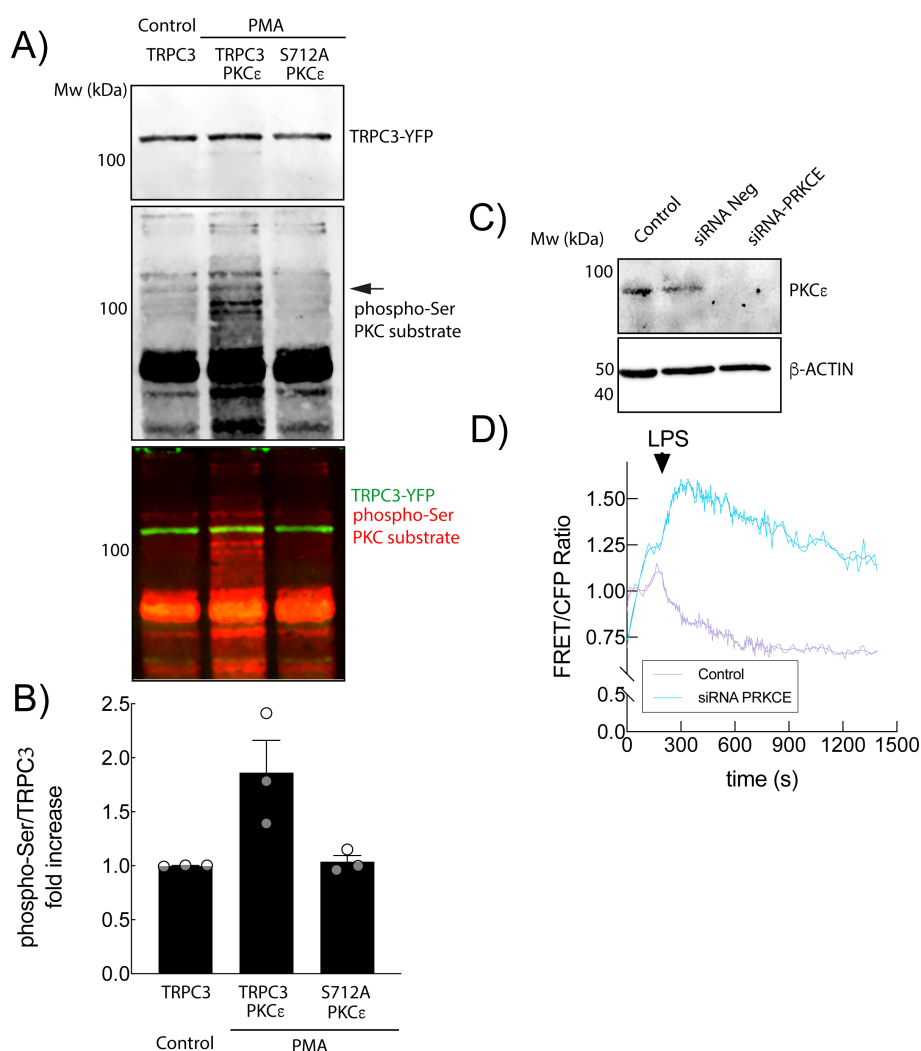 A)
Control
PMA
TRPC3
TRPC3
PKCε
S712A
PKCε
Mw (kDa)
100
TRPC3-YFP
100
phospho-Ser
PKC substrate
100
TRPC3-YFP
phospho-Ser
PKC substrate
B)
phospho-Ser/TRPC3
fold increase
2.5
2.0
1.5
1.0
0.5
0.0
TRPC3
TRPC3
PKCε
S712A
PKCε
Control
PMA
C)
Mw (kDa)
Control
siRNA Neg
siRNA-PRKCE
100
PKCε
50
40
β-ACTIN
D)
LPS
FRET/CFP Ratio
1.50
1.25
1.00
0.75
0.5
0.0
Control
siRNA PRKCE
0 300 600 900 1200 1500
time (s)